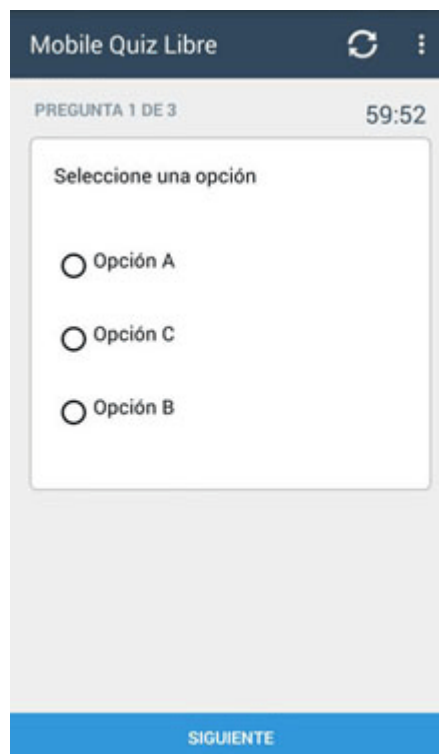 Mobile Quiz Libre
PREGUNTA 1 DE 3
59:52
Seleccione una opción
Opción A
Opción C
Opción B
SIGUIENTE